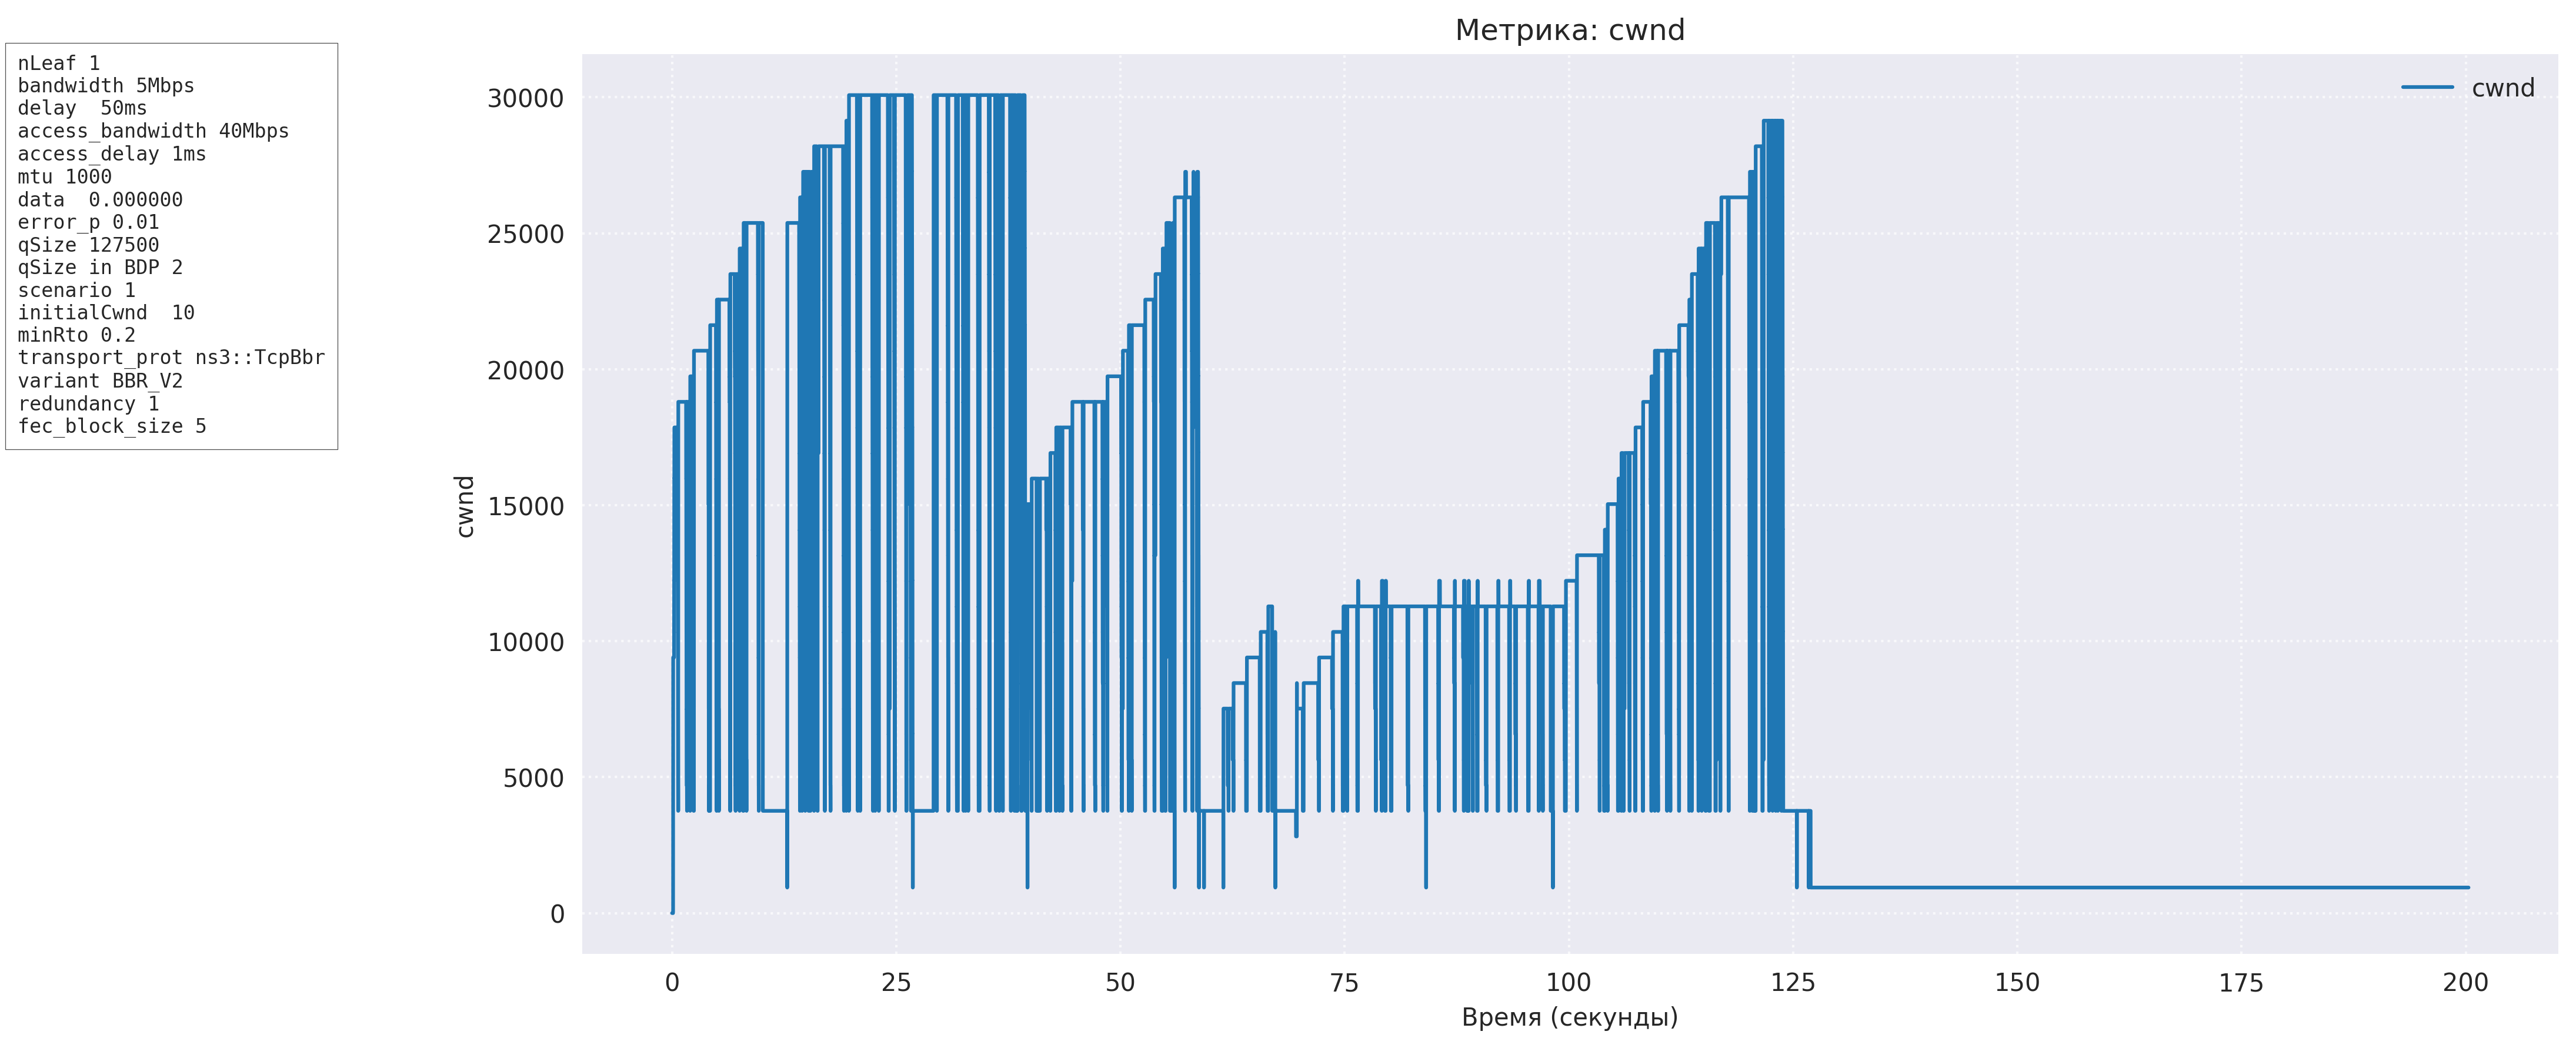 Метрика: cwnd
nLeaf 1
bandwidth 5Mbps
delay  50ms
access_bandwidth 40Mbps
access_delay 1ms
mtu 1000
data  0.000000
error_p 0.01
qSize 127500
qSize in BDP 2
scenario 1
initialCwnd  10
minRto 0.2
transport_prot ns3::TcpBbr
variant BBR_V2
redundancy 1
fec_block_size 5
cwnd
30000
25000
20000
15000
10000
5000
0
cwnd
0
25
50
75
100
125
150
175
200
Время (секунды)